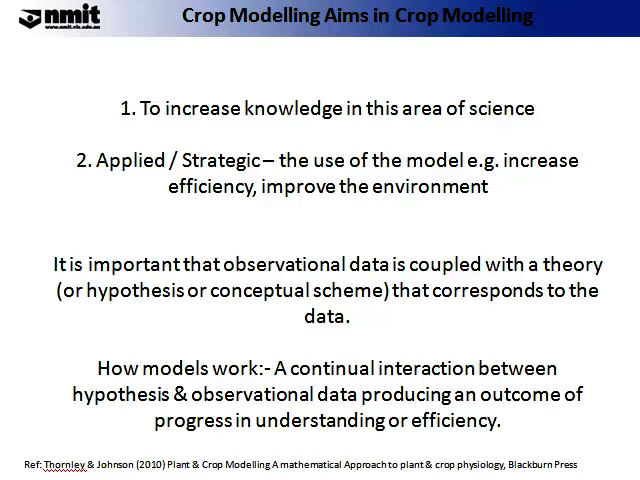 nmit
www.nmit.vic.edu.au
Crop Modelling Aims in Crop Modelling
1. To increase knowledge in this area of science
2. Applied / Strategic – the use of the model e.g. increase
efficiency, improve the environment
It is important that observational data is coupled with a theory
(or hypothesis or conceptual scheme) that corresponds to the
data.
How models work:- A continual interaction between
hypothesis & observational data producing an outcome of
progress in understanding or efficiency.
Ref: Thornley & Johnson (2010) Plant & Crop Modelling A mathematical Approach to plant & crop physiology, Blackburn Press